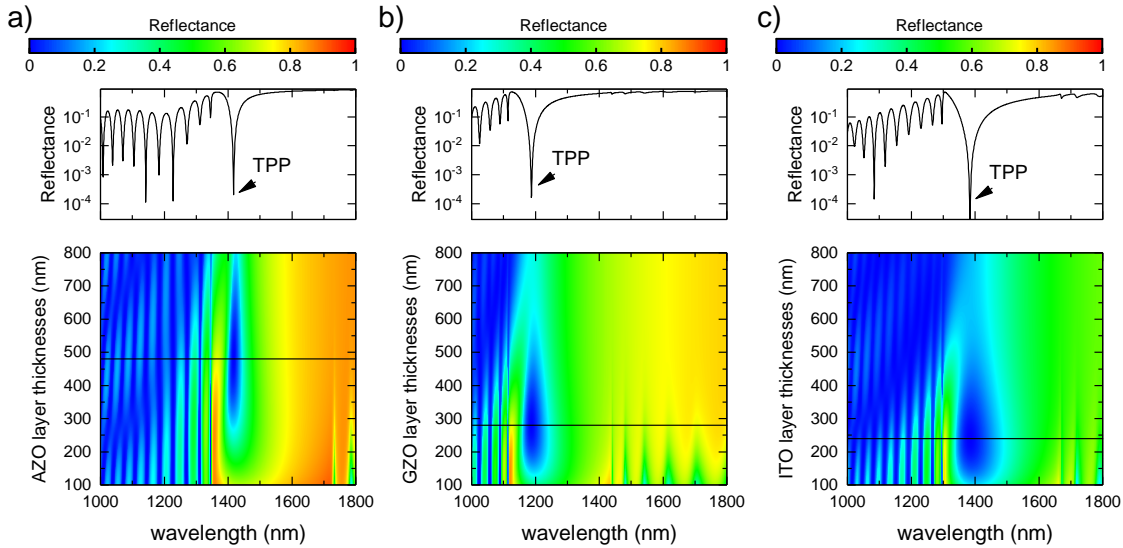 a)
Reflectance
0 0.2 0.4 0.6 0.8 1
Reflectance
10-1
10-2
10-3
10-4
TPP
AZO layer thicknesses (nm)
800
700
600
500
400
300
200
100
1000 1200 1400 1600 1800
wavelength (nm)
b)
Reflectance
0 0.2 0.4 0.6 0.8 1
Reflectance
10-1
10-2
10-3
10-4
TPP
GZO layer thicknesses (nm)
800
700
600
500
400
300
200
100
1000 1200 1400 1600 1800
wavelength (nm)
c)
Reflectance
0 0.2 0.4 0.6 0.8 1
Reflectance
10-1
10-2
10-3
10-4
TPP
ITO layer thicknesses (nm)
800
700
600
500
400
300
200
100
1000 1200 1400 1600 1800
wavelength (nm)